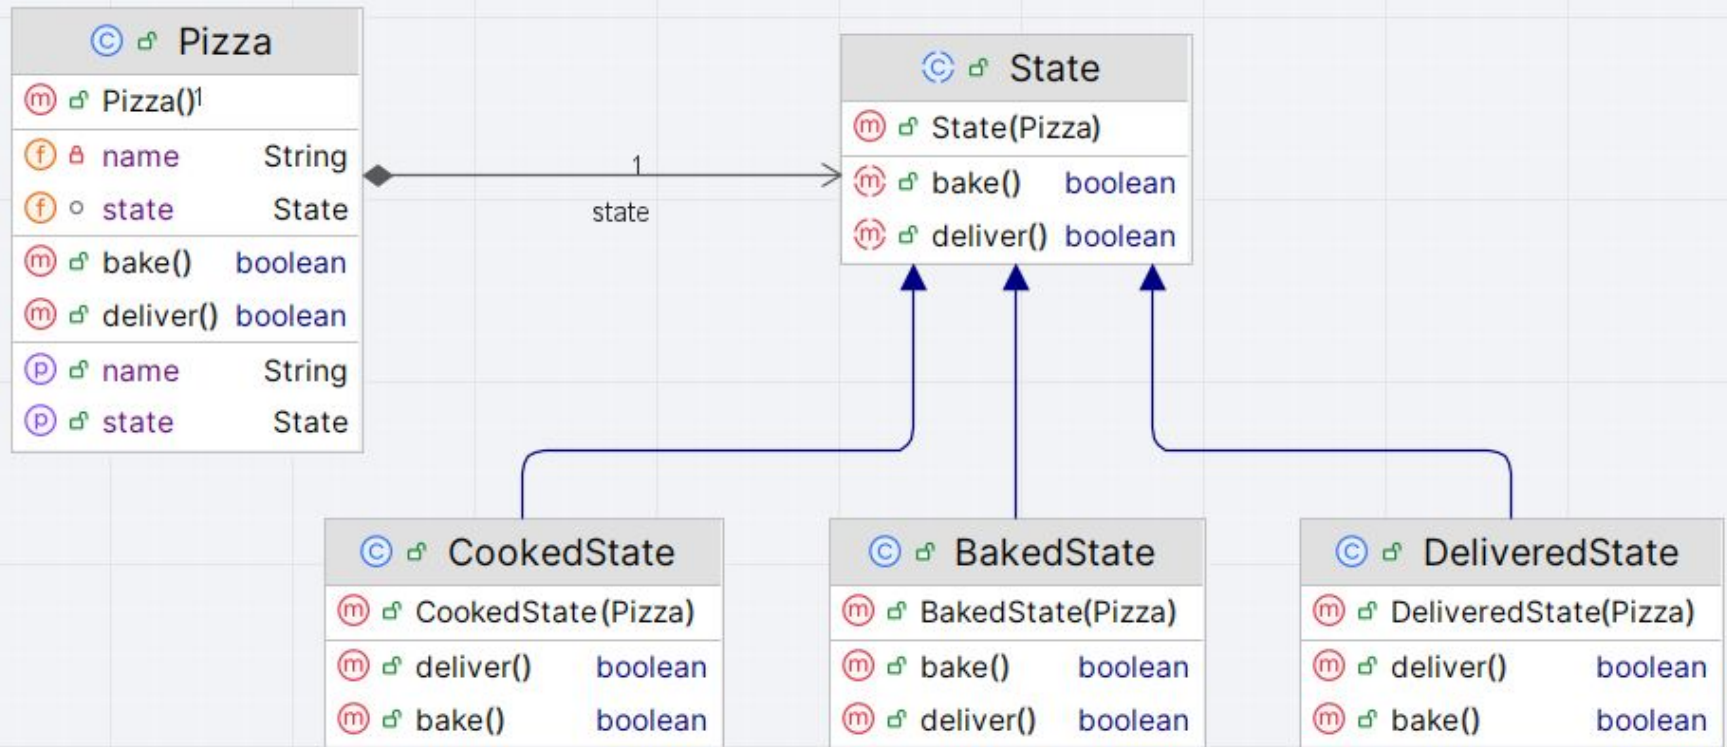 Pizza
Pizza()1
name String
state State
bake() boolean
deliver() boolean
name String
state State
1
state
State
State(Pizza)
bake() boolean
deliver() boolean
CookedState
CookedState(Pizza)
deliver() boolean
bake() boolean
BakedState
BakedState(Pizza)
bake() boolean
deliver() boolean
DeliveredState
DeliveredState(Pizza)
deliver() boolean
bake() boolean